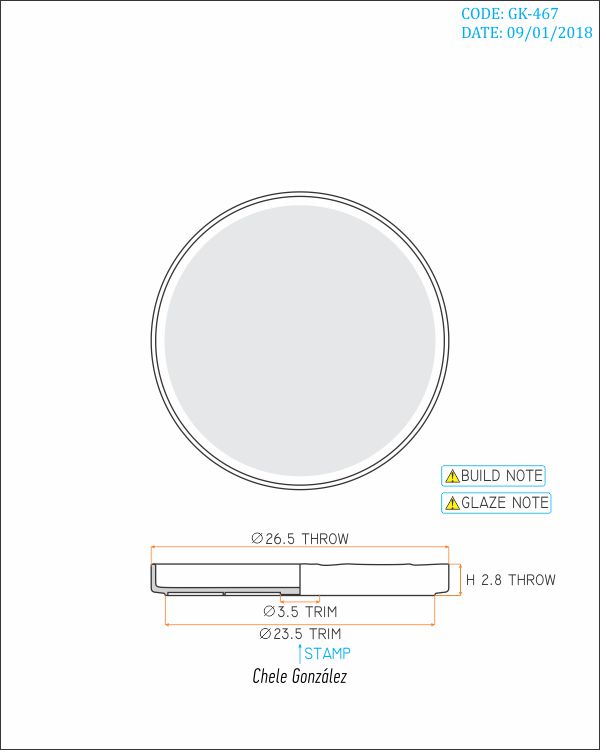 CODE: GK-467
DATE: 09/01/2018
⚠BUILD NOTE
⚠GLAZE NOTE
∅26.5 THROW
H 2.8 THROW
∅3.5 TRIM
∅23.5 TRIM
STAMP
Chele González